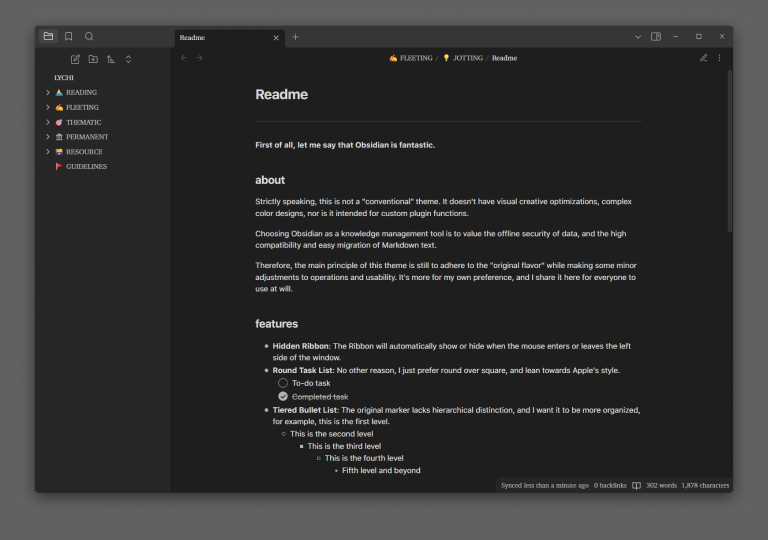 Readme
FLEETING / JOTTING / Readme
LYCHI
READING
FLEETING
THEMATIC
PERMANENT
RESOURCE
GUIDELINES
Readme
First of all, let me say that Obsidian is fantastic.
about
Strictly speaking, this is not a "conventional" theme. It doesn't have visual creative optimizations, complex
color designs, nor is it intended for custom plugin functions.
Choosing Obsidian as a knowledge management tool is to value the offline security of data, and the high
compatibility and easy migration of Markdown text.
Therefore, the main principle of this theme is still to adhere to the "original flavor" while making some minor
adjustments to operations and usability. It's more for my own preference, and I share it here for everyone to
use at will.
features
Hidden Ribbon: The Ribbon will automatically show or hide when the mouse enters or leaves the left
side of the window.
Round Task List: No other reason, I just prefer round over square, and lean towards Apple's style.
To-do task
Completed task
Tiered Bullet List: The original marker lacks hierarchical distinction, and I want it to be more organized,
for example, this is the first level.
This is the second level
This is the third level
This is the fourth level
Fifth level and beyond
Synced less than a minute ago 0 backlinks 302 words 1,878 characters